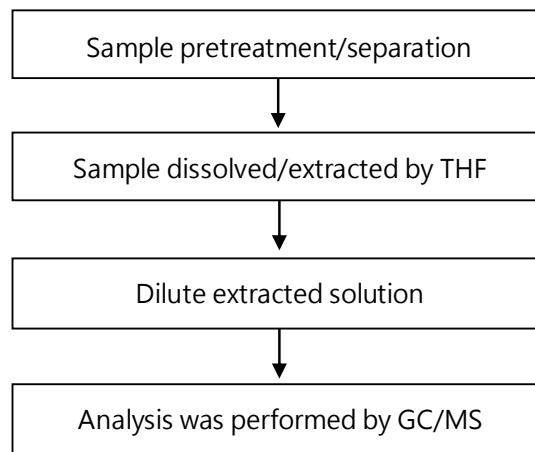 Sample pretreatment/separation
Sample dissolved/extracted by THF
Dilute extracted solution
Analysis was performed by GC/MS